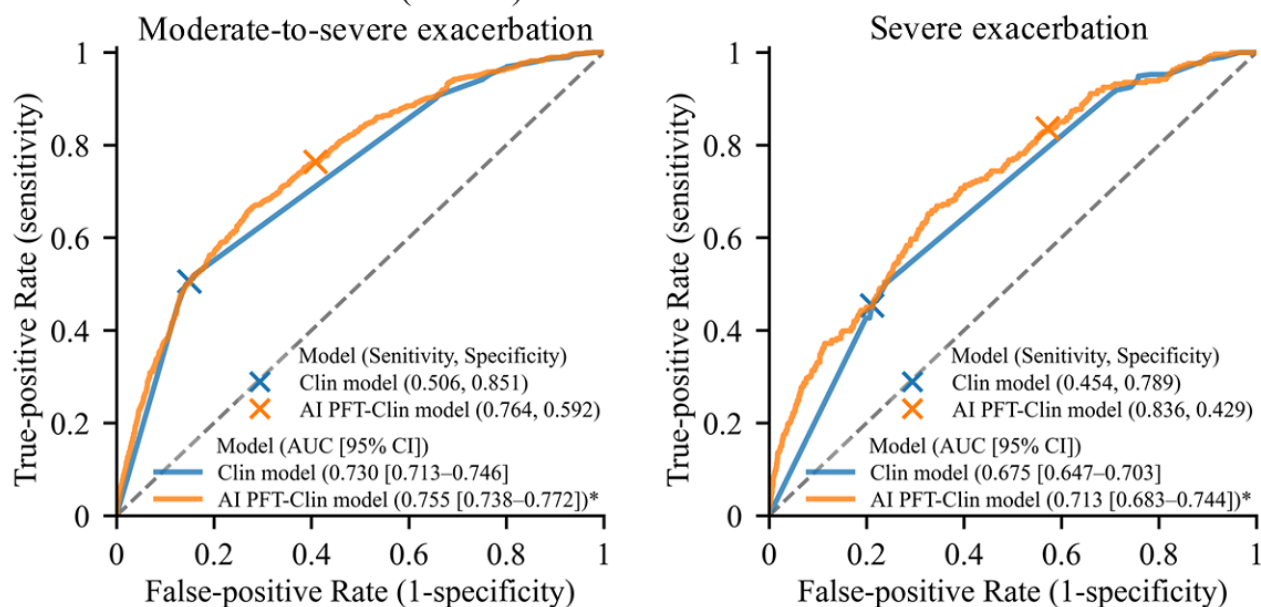 Moderate-to-severe exacerbation
True-positive Rate (sensitivity)
1
0.8
0.6
0.4
0.2
0
Model (Senitivity, Specificity)
Clin model (0.506, 0.851)
AI PFT-Clin model (0.764, 0.592)
Model (AUC [95% CI])
Clin model (0.730 [0.713–0.746]
AI PFT-Clin model (0.755 [0.738–0.772])*
0 0.2 0.4 0.6 0.8 1
False-positive Rate (1-specificity)
Severe exacerbation
True-positive Rate (sensitivity)
1
0.8
0.6
0.4
0.2
0
Model (Senitivity, Specificity)
Clin model (0.454, 0.789)
AI PFT-Clin model (0.836, 0.429)
Model (AUC [95% CI])
Clin model (0.675 [0.647–0.703]
AI PFT-Clin model (0.713 [0.683–0.744])*
0 0.2 0.4 0.6 0.8 1
False-positive Rate (1-specificity)